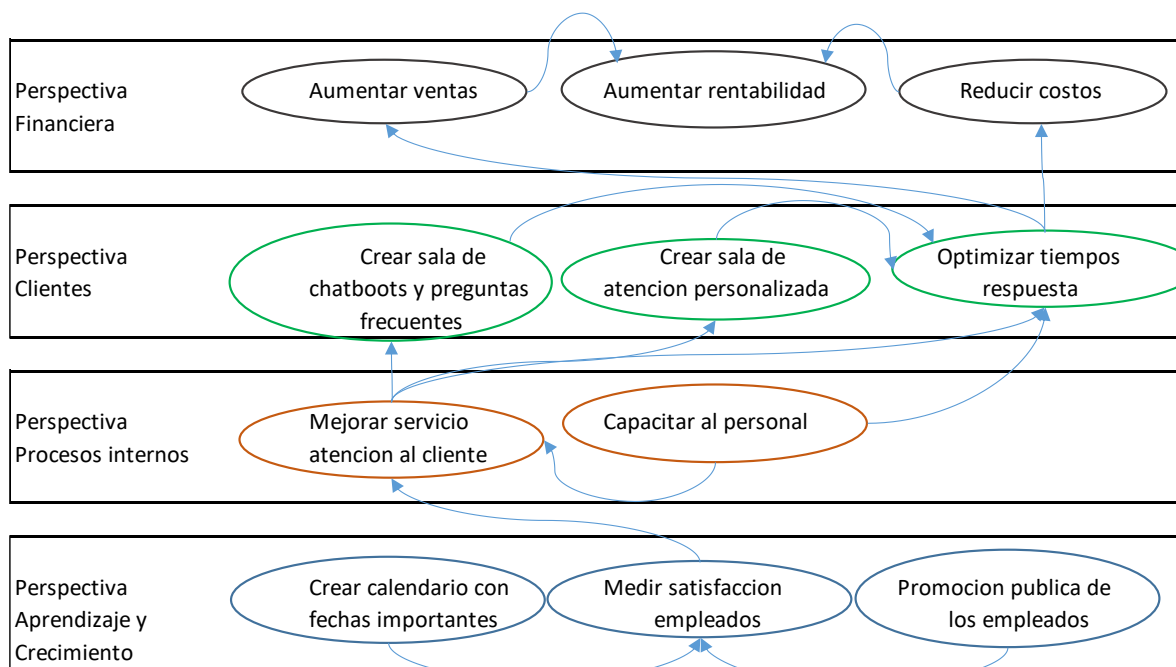 Perspectiva
Financiera
Aumentar ventas
Aumentar rentabilidad
Reducir costos
Perspectiva
Clientes
Crear sala de
chatboots y preguntas
frecuentes
Crear sala de
atencion personalizada
Optimizar tiempos
respuesta
Perspectiva
Procesos internos
Mejorar servicio
atencion al cliente
Capacitar al personal
Perspectiva
Aprendizaje y
Crecimiento
Crear calendario con
fechas importantes
Medir satisfaccion
empleados
Promocion publica de
los empleados